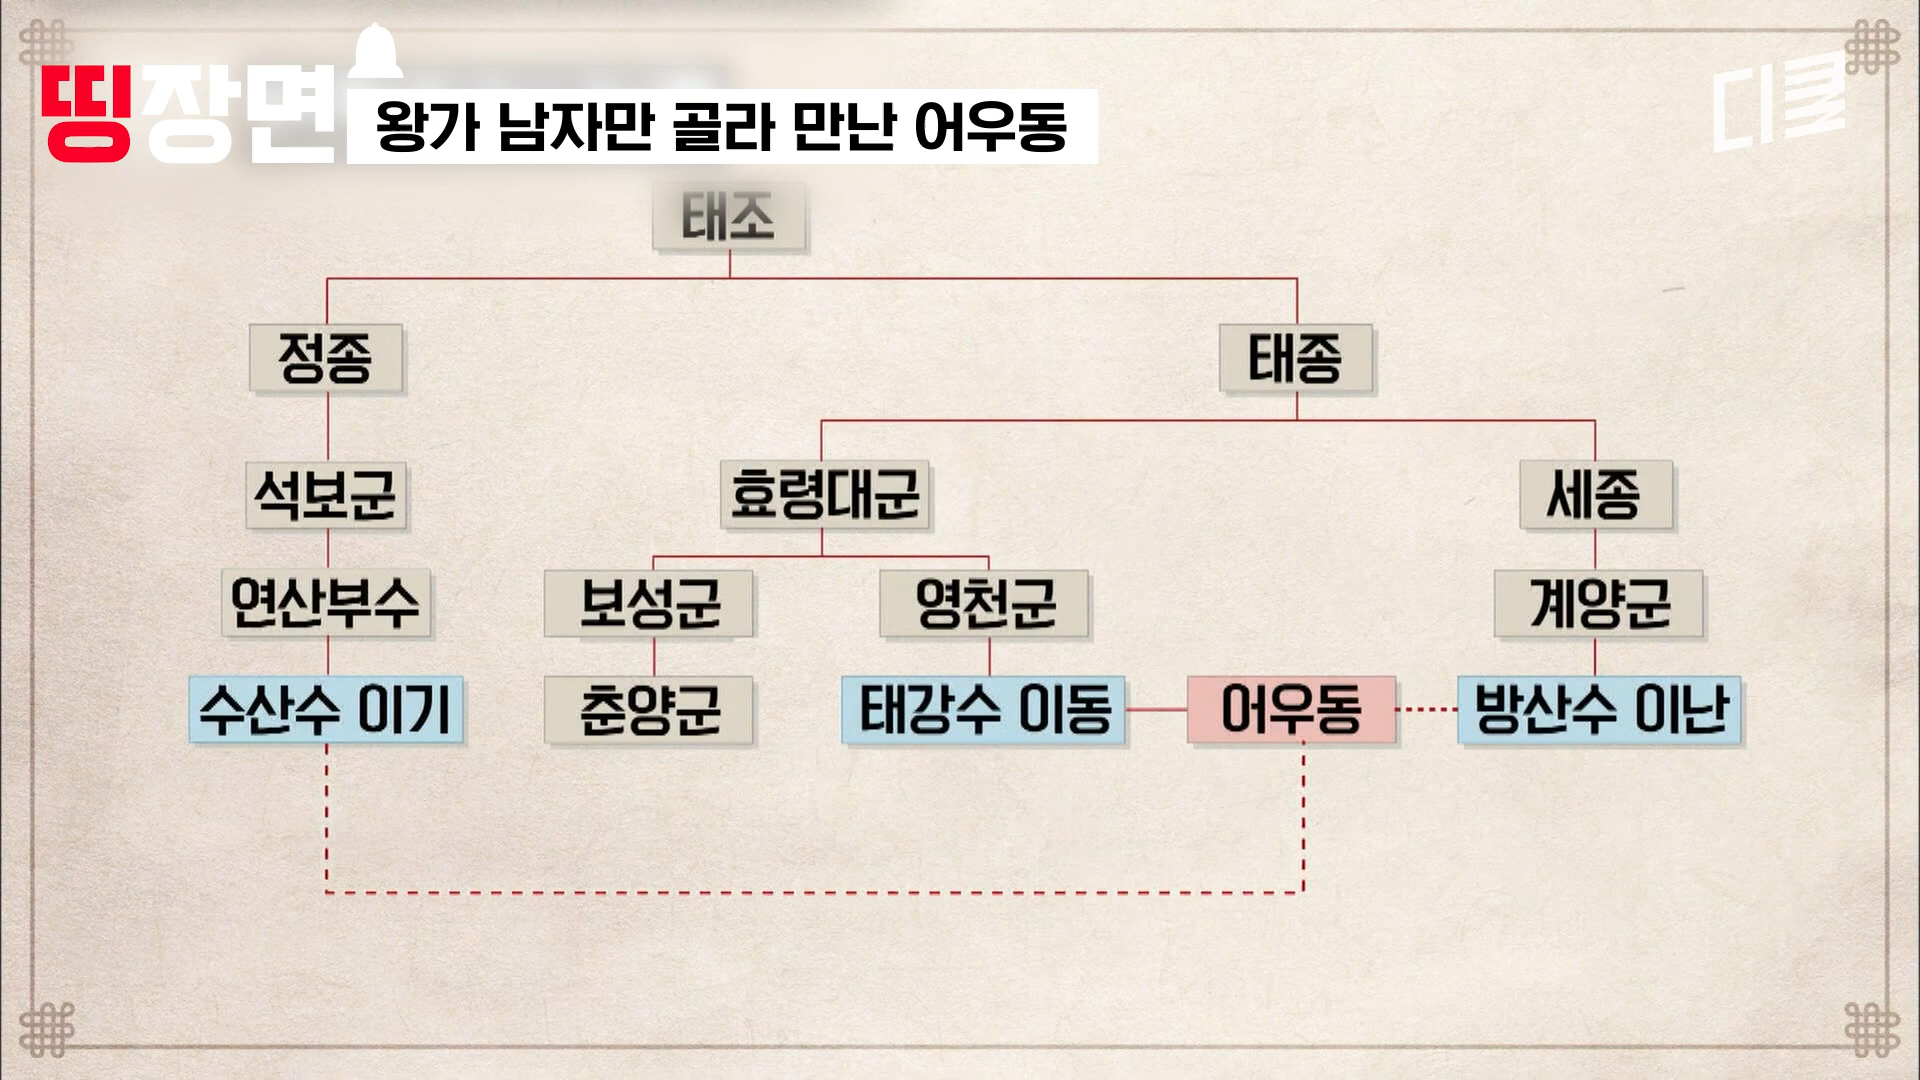 띵장면
왕가 남자만 골라 만난 어우동
디클
태조
정종
태종
석보군
효령대군
세종
연산부수
보성군
영천군
계양군
수산수 이기
춘양군
태강수 이동
어우동
방산수 이난